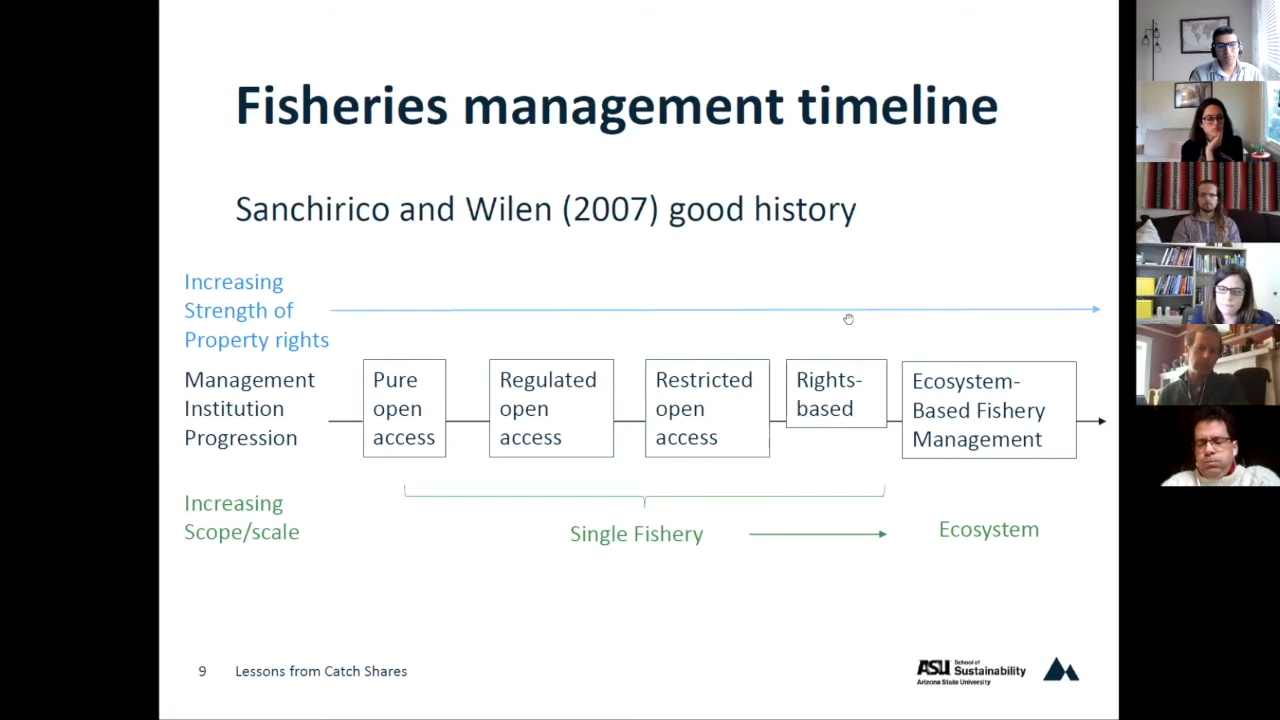 Fisheries management timeline
Sanchirico and Wilen (2007) good history
Increasing
Strength of
Property rights
Management
Institution
Progression
Pure
open
access
Regulated
open
access
Restricted
open
access
Rights-
based
Ecosystem-
Based Fishery
Management
Increasing
Scope/scale
Single Fishery
Ecosystem
9 Lessons from Catch Shares
ASU School of
Sustainability
Arizona State University